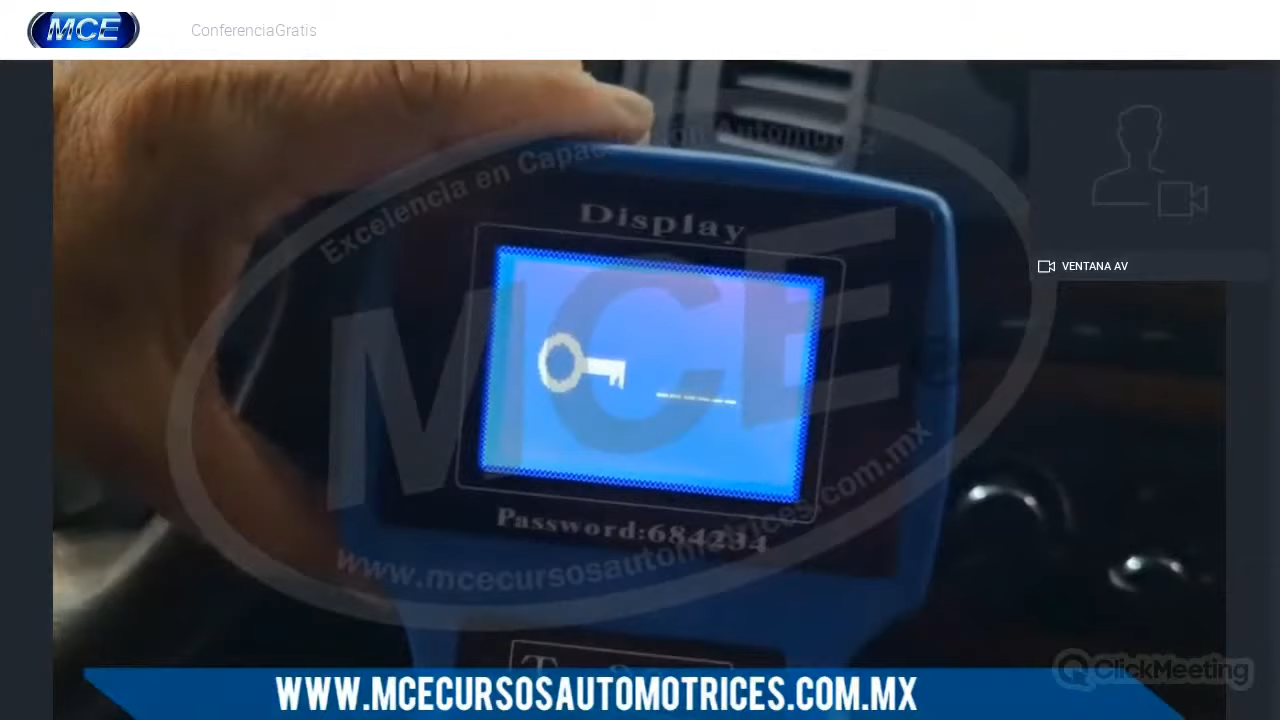 MCE
ConferenciaGratis
Excelencia en Capacitación Automotriz
Display
VENTANA AV
MCE
Password:684234
www.mcecursosautomotrices.com.mx
ClickMeeting
WWW.MCECURSOSAUTOMOTRICES.COM.MX